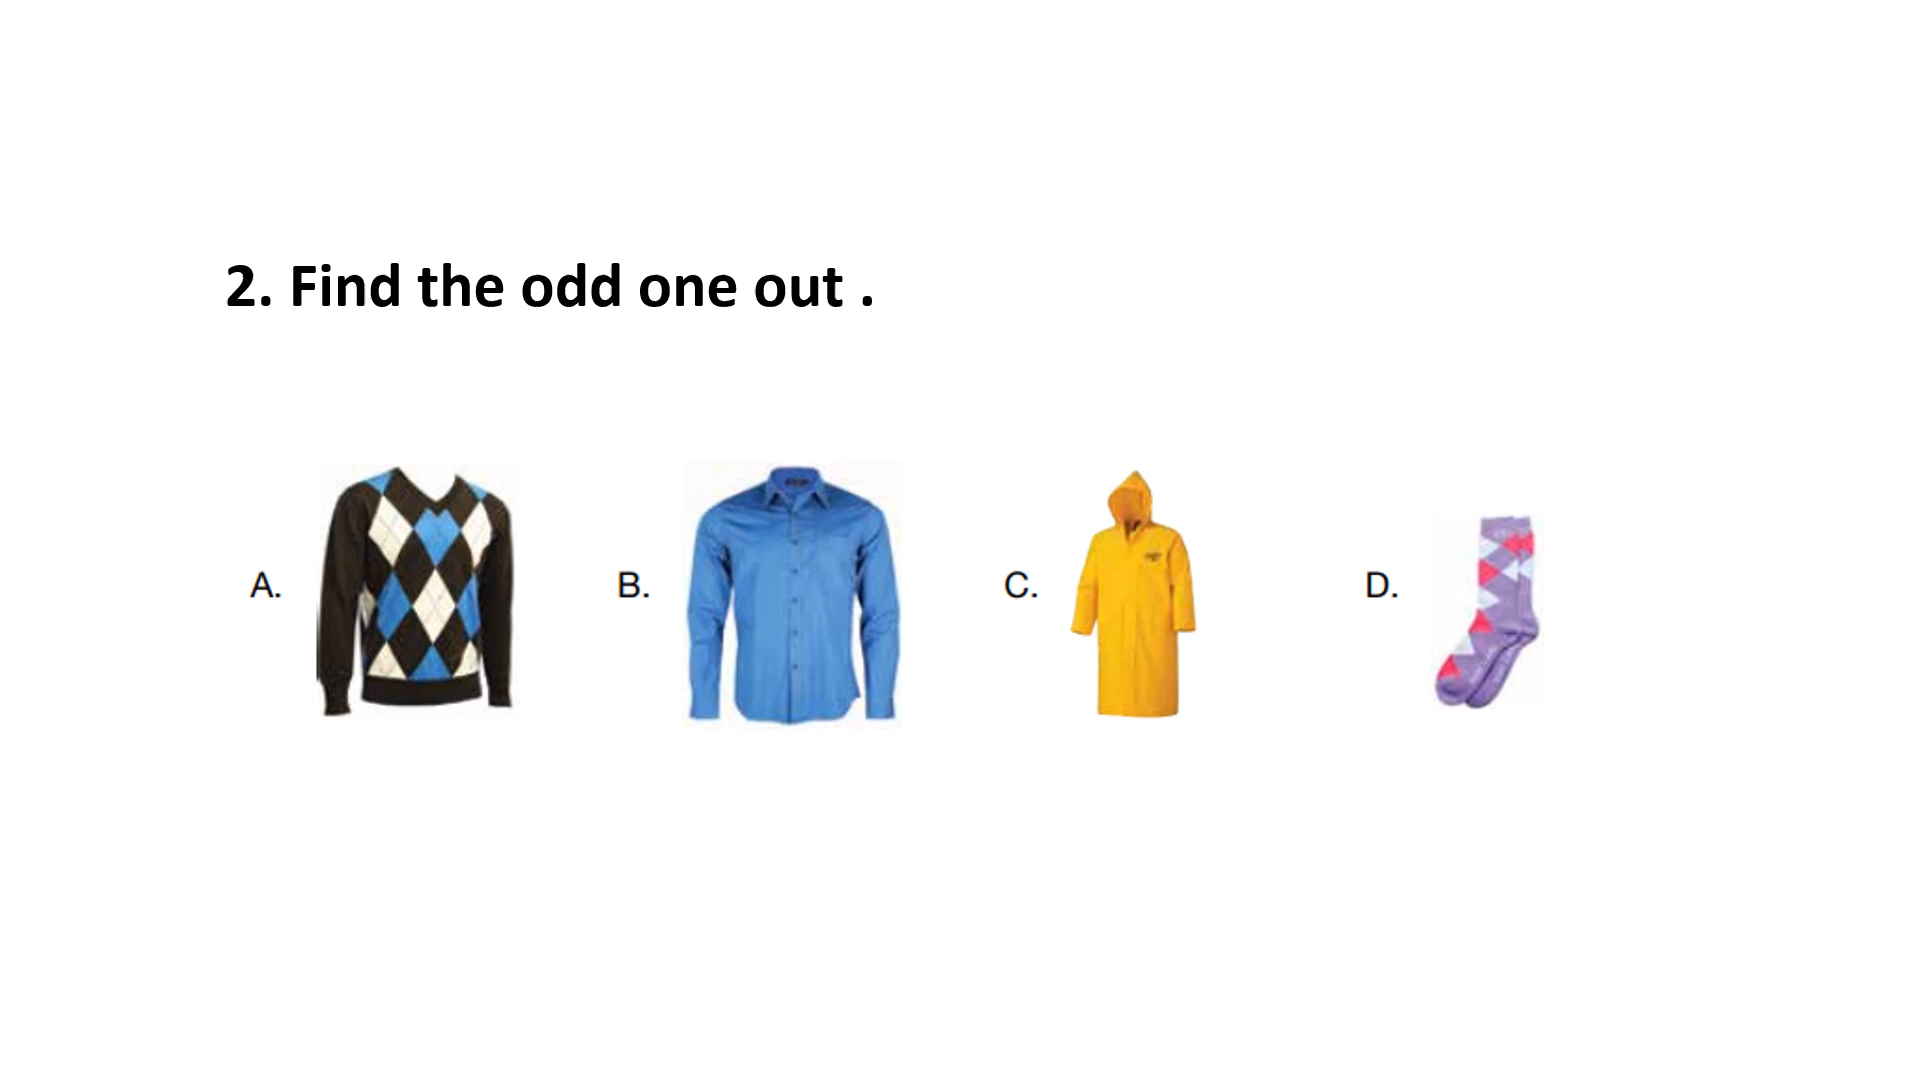 2. Find the odd one out .
A.
B.
C.
D.